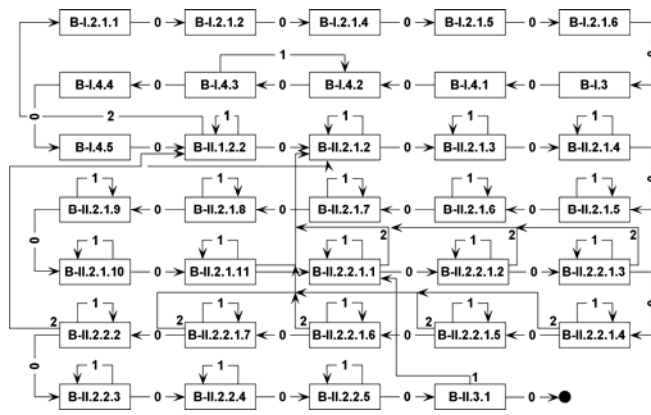 B-I.2.1.1 0 B-I.2.1.2 0 B-I.2.1.4 0 B-I.2.1.5 0 B-I.2.1.6
1 0
B-I.4.4 0 B-I.4.3 0 B-I.4.2 0 B-I.4.1 0 B-I.3
0 2 1 1 1 1
B-I.4.5 0 B-II.1.2.2 0 B-II.2.1.2 0 B-II.2.1.3 0 B-II.2.1.4
1 1 1 1 1 0
B-II.2.1.9 0 B-II.2.1.8 0 B-II.2.1.7 0 B-II.2.1.6 0 B-II.2.1.5
0 1 1 1 2 1 2 1 2
B-II.2.1.10 0 B-II.2.1.11 0 B-II.2.2.1.1 0 B-II.2.2.1.2 0 B-II.2.2.1.3
1 1 1 1 1 0
2 2 2 2 2
B-II.2.2.2 0 B-II.2.2.1.7 0 B-II.2.2.1.6 0 B-II.2.2.1.5 0 B-II.2.2.1.4
0 1 1 1 1
B-II.2.2.3 0 B-II.2.2.4 0 B-II.2.2.5 0 B-II.3.1 0